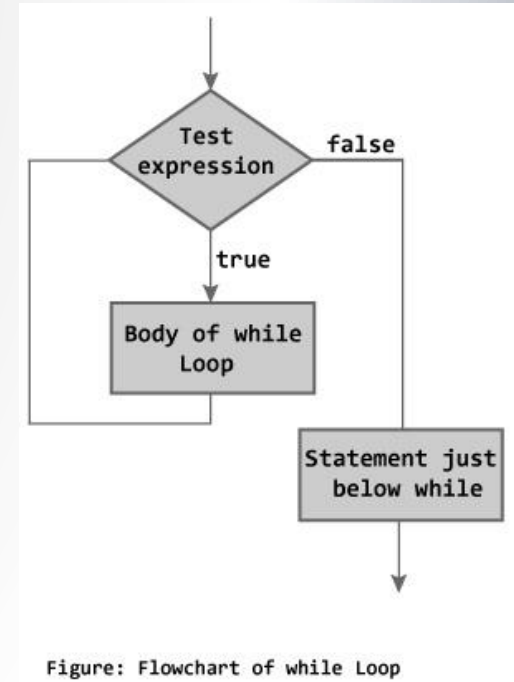 Test
expression
false
true
Body of while
Loop
Statement just
below while
Figure: Flowchart of while Loop